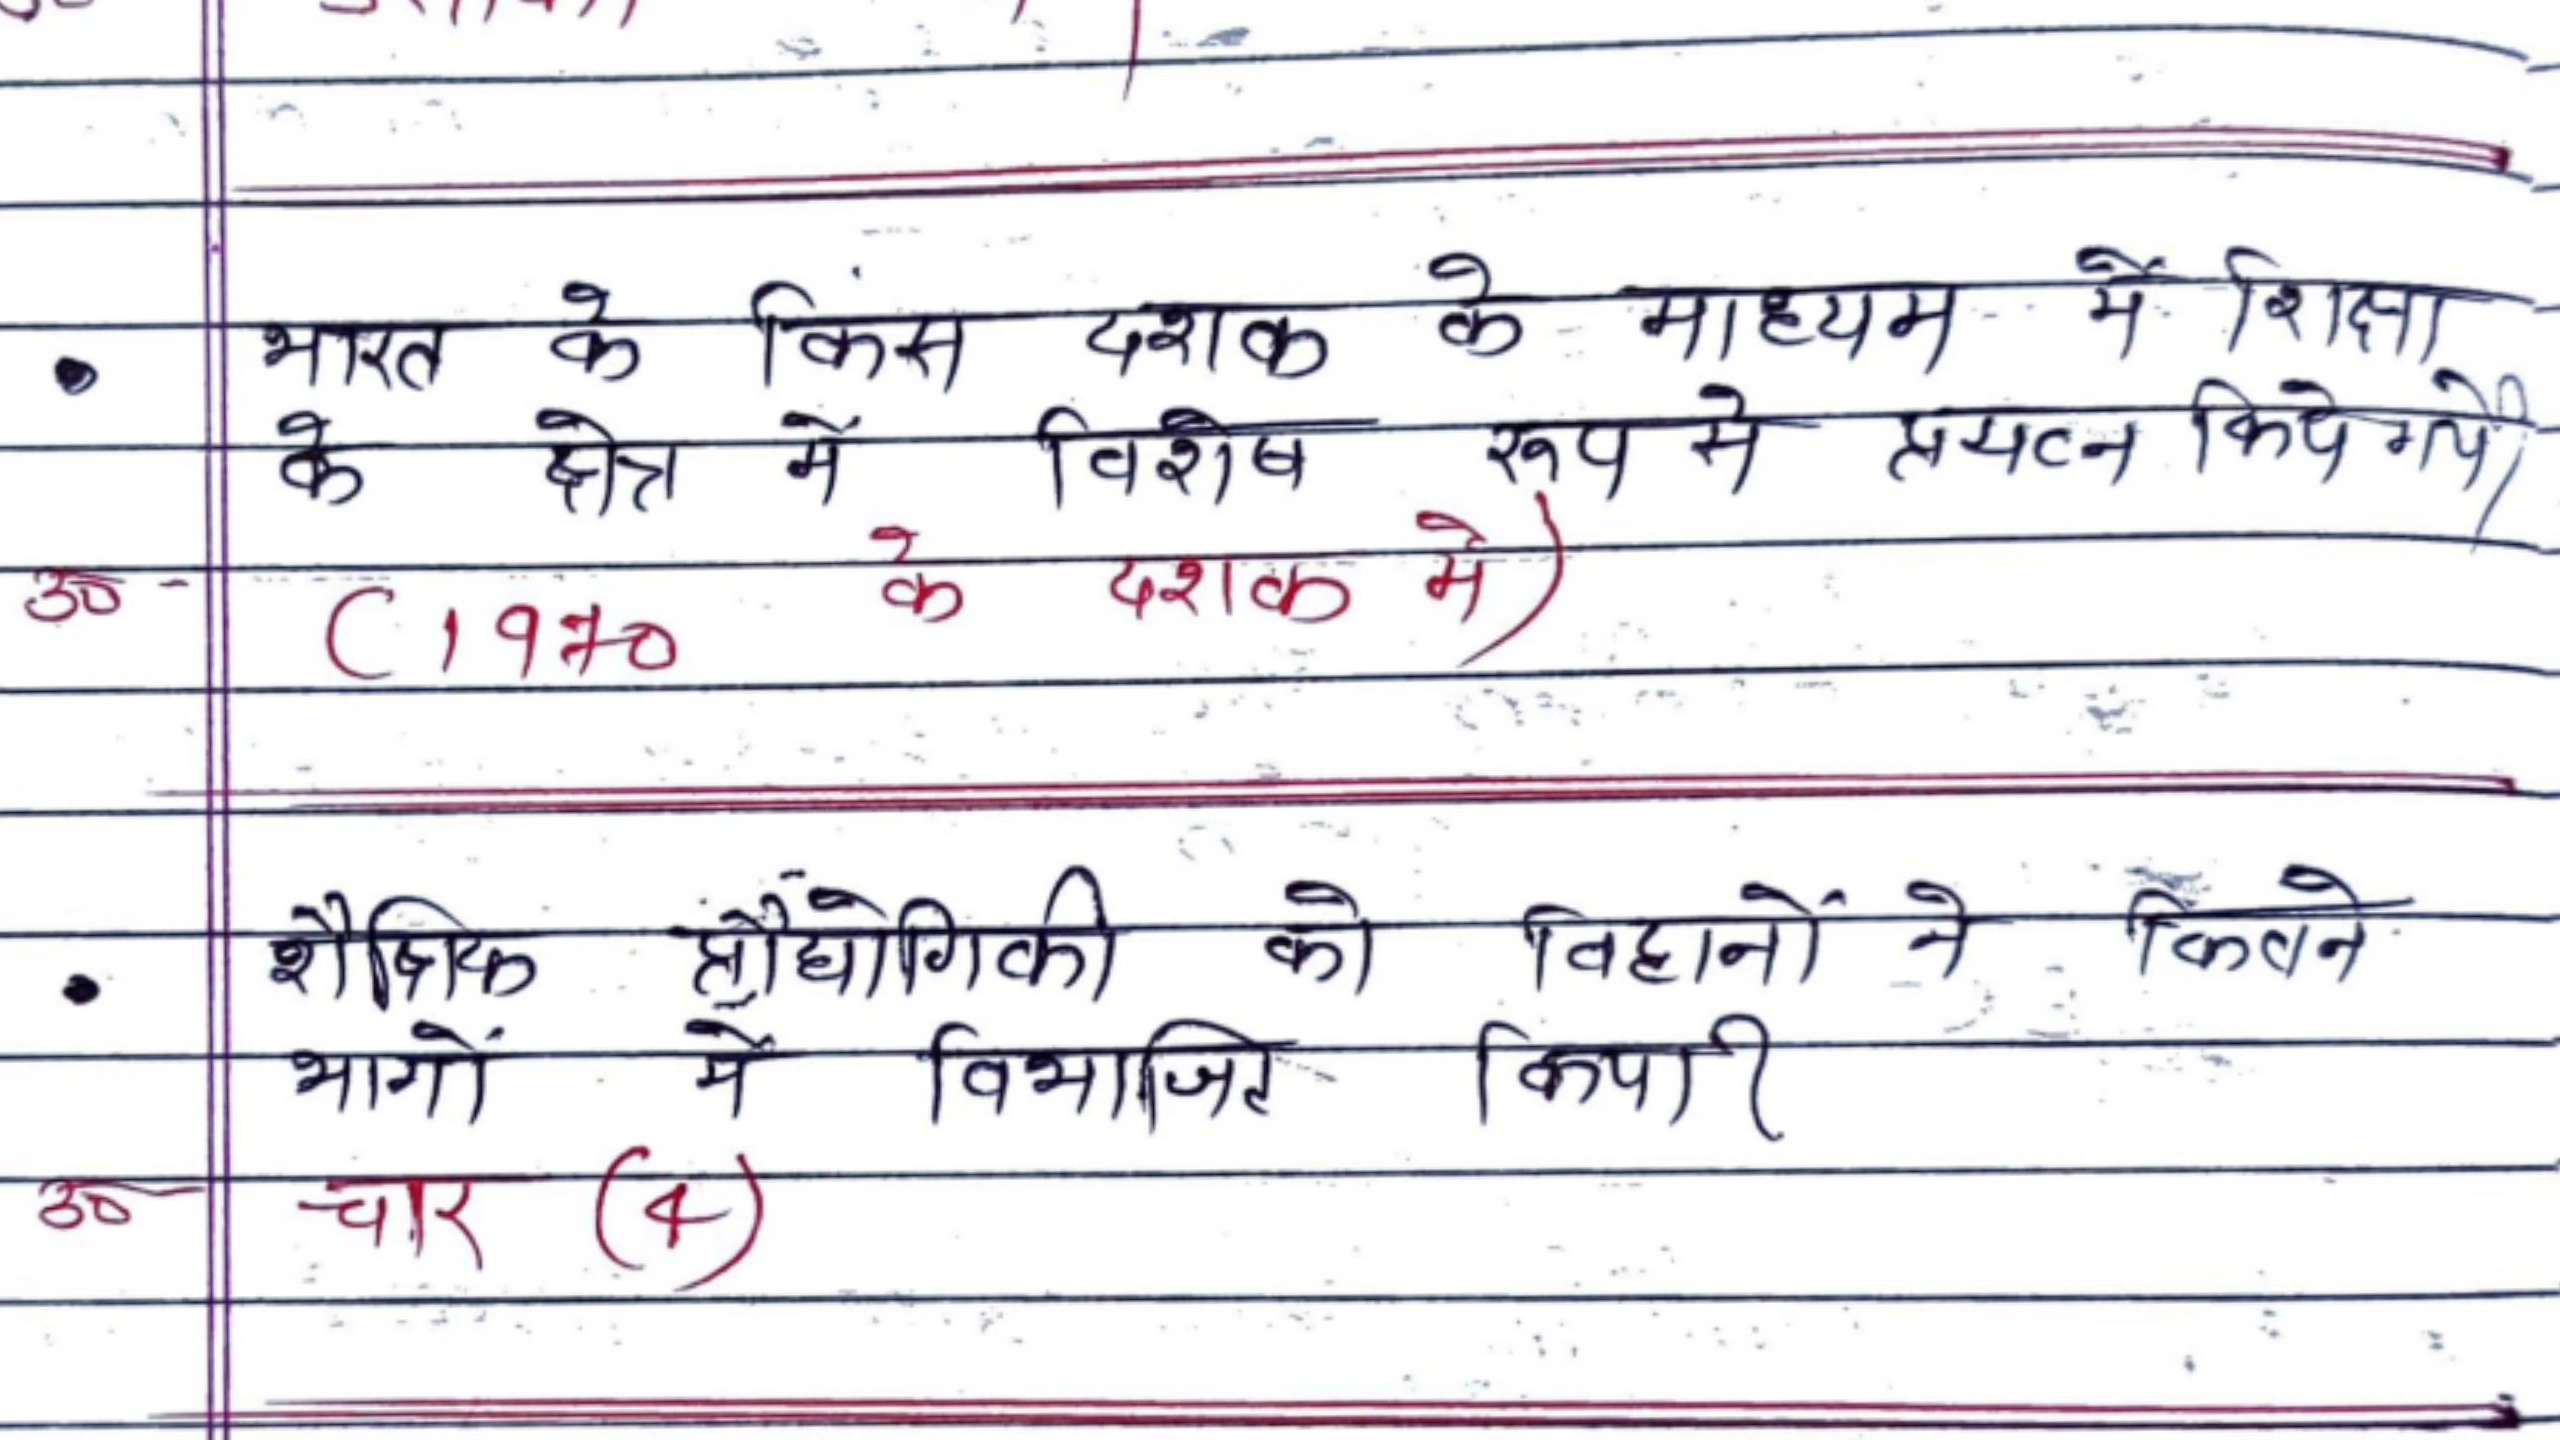 भारत के किस दशक के माध्यम में शिक्षा
के क्षेत्र में विशेष रूप से प्रयत्न किये गये?
उ०- (1970 के दशक में)
शैक्षिक प्रौद्योगिकी को विद्वानों ने कितने
भागों में विभाजित किया?
उ०- चार (4)